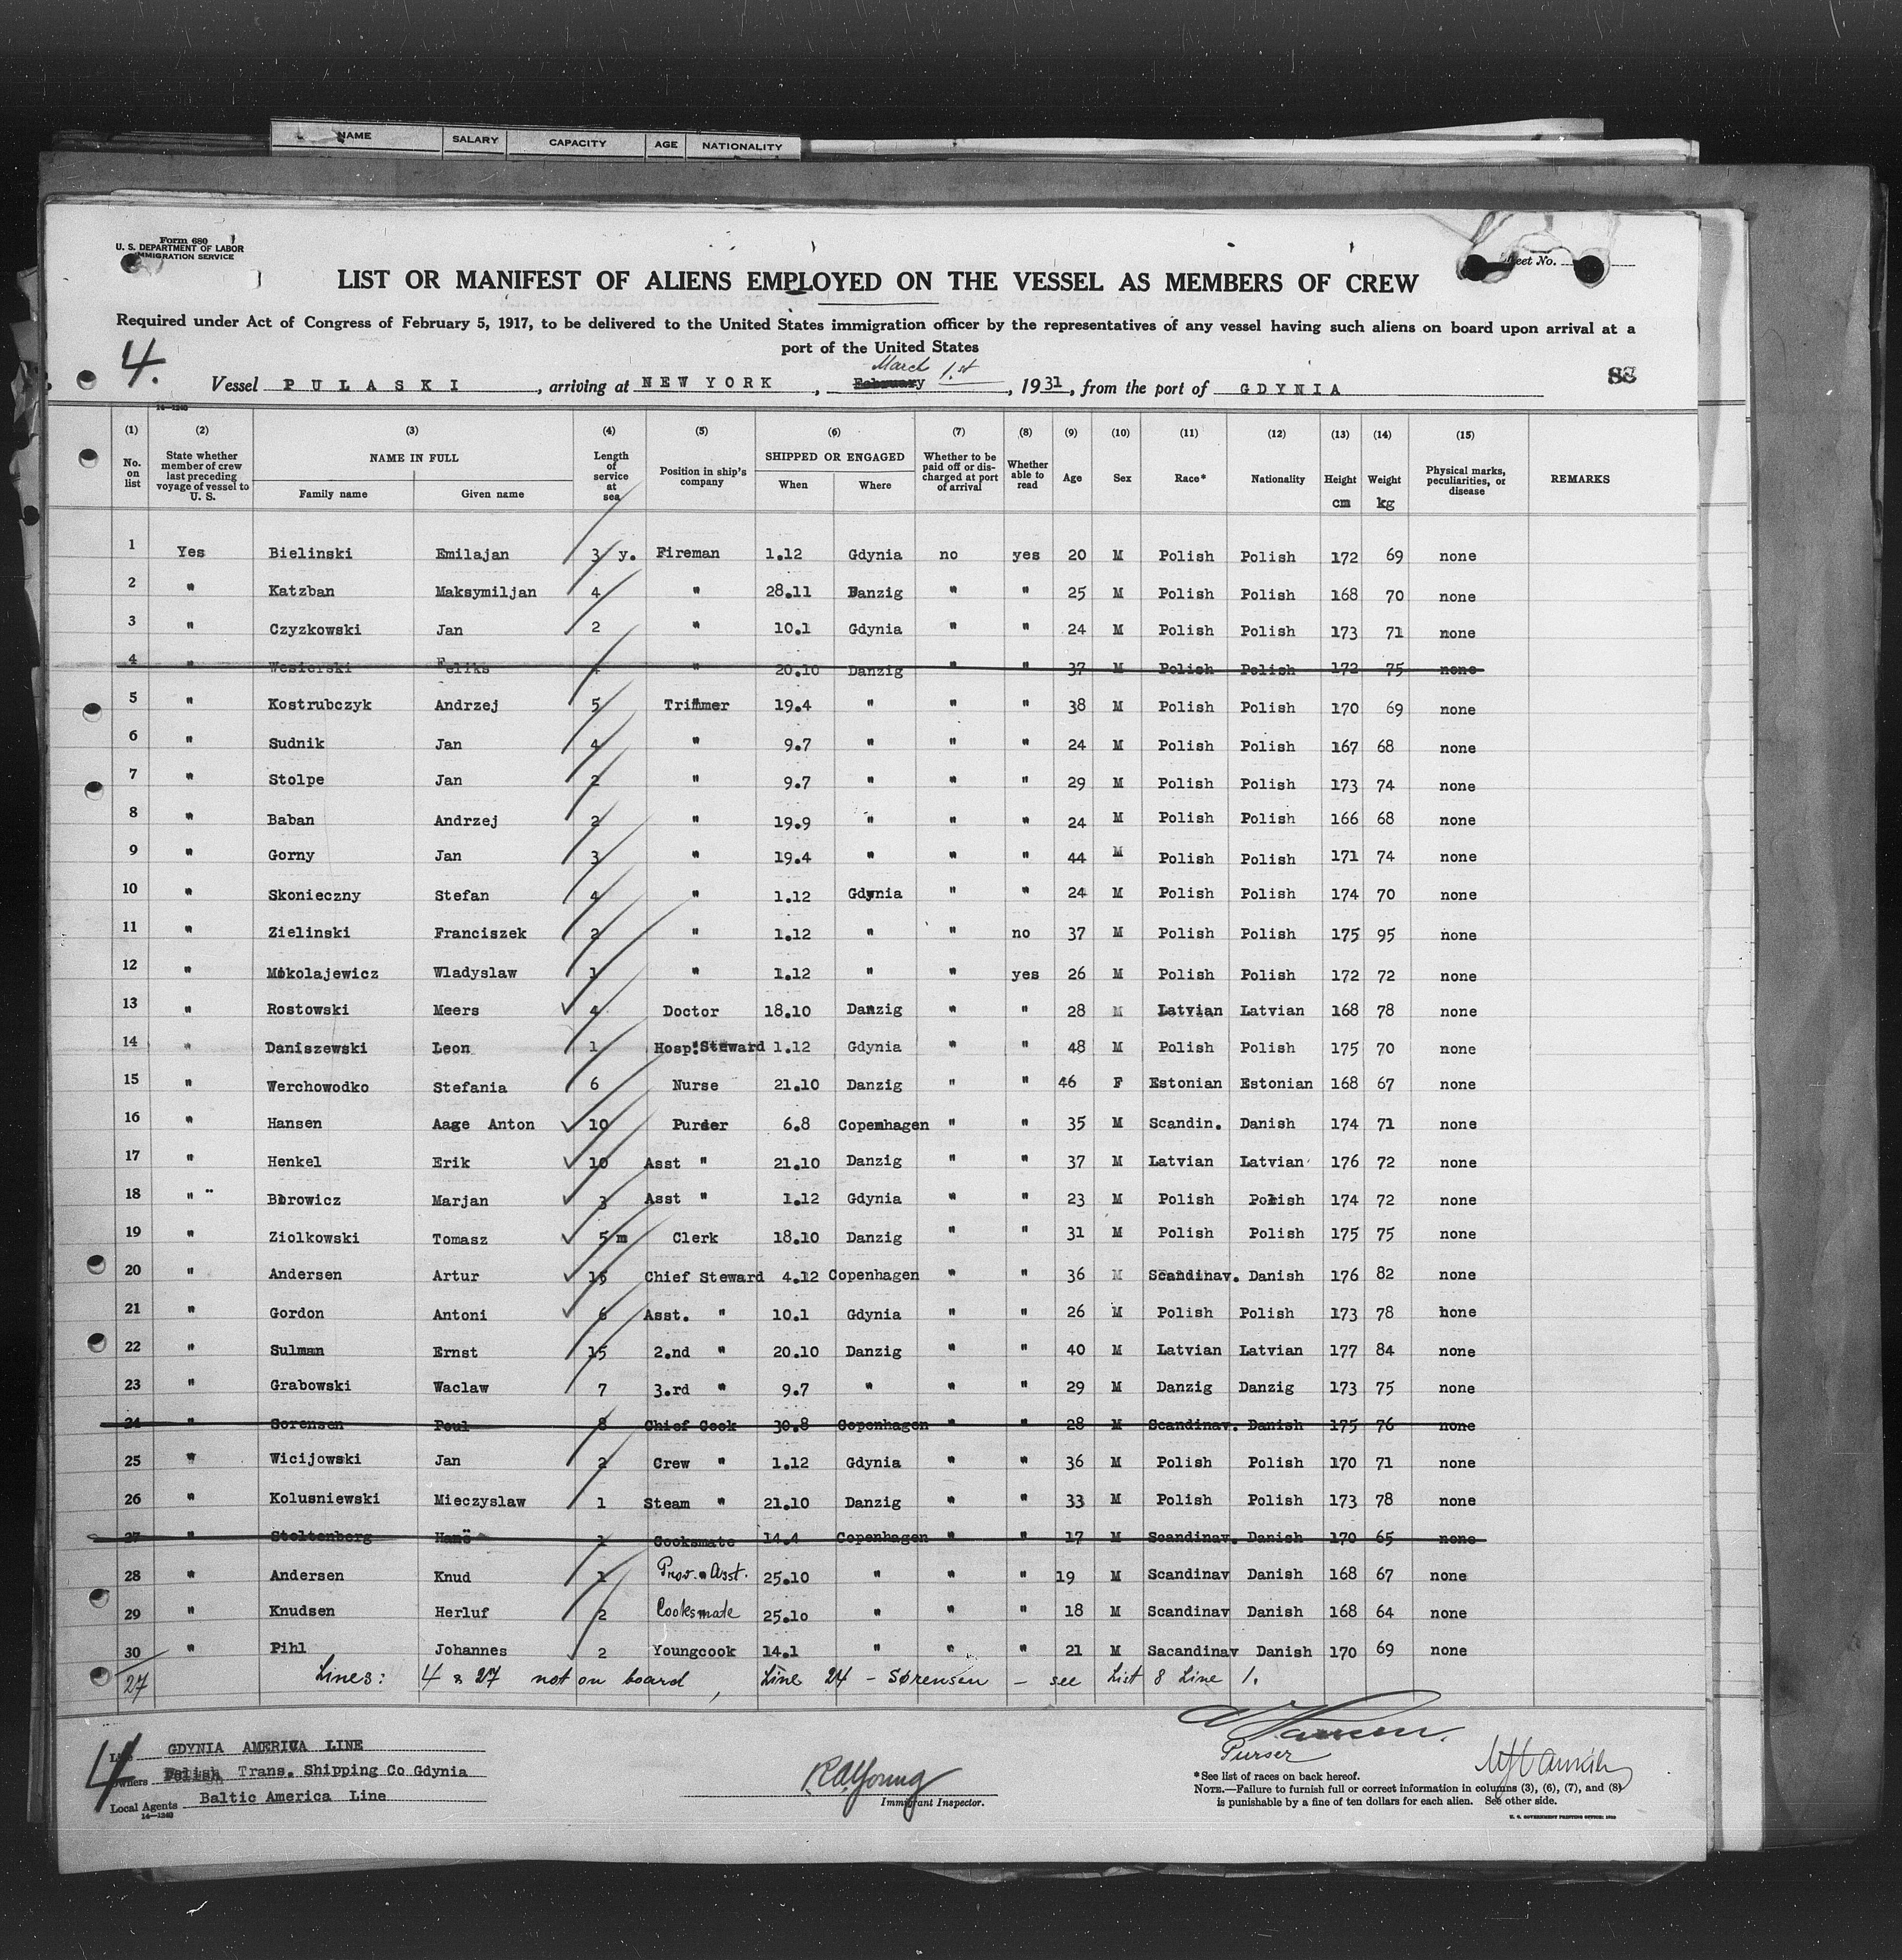 NAME SALARY CAPACITY AGE NATIONALITY
Form 680
U. S. DEPARTMENT OF LABOR
IMMIGRATION SERVICE
Sheet No.
LIST OR MANIFEST OF ALIENS EMPLOYED ON THE VESSEL AS MEMBERS OF CREW
Required under Act of Congress of February 5, 1917, to be delivered to the United States immigration officer by the representatives of any vessel having such aliens on board upon arrival at a
port of the United States
4.
March 1.st
Vessel PULASKI, arriving at NEW YORK, February, 1931, from the port of GDYNIA
14—1240
(1) (2) (3) (4) (5) (6) (7) (8) (9) (10) (11) (12) (13) (14) (15)
No. on list State whether member of crew last preceding voyage of vessel to U. S. NAME IN FULL Family name Given name Length of service at sea Position in ship's company SHIPPED OR ENGAGED When Where Whether to be paid off or discharged at port of arrival Whether able to read Age Sex Race* Nationality Height cm Weight kg Physical marks, peculiarities, or disease REMARKS
1 Yes Bielinski Emilajan 3 y. Fireman 1.12 Gdynia no yes 20 M Polish Polish 172 69 none
2 " Katzban Maksymiljan 4 " 28.11 Danzig " " 25 M Polish Polish 168 70 none
3 " Czyzkowski Jan 2 " 10.1 Gdynia " " 24 M Polish Polish 173 71 none
4 " Wesierski Feliks 4 " 20.10 Danzig " " 37 M Polish Polish 172 75 none
5 " Kostrubczyk Andrzej 5 Trimmer 19.4 " " " 38 M Polish Polish 170 69 none
6 " Sudnik Jan 4 " 9.7 " " " 24 M Polish Polish 167 68 none
7 " Stolpe Jan 2 " 9.7 " " " 29 M Polish Polish 173 74 none
8 " Baban Andrzej 2 " 19.9 " " " 24 M Polish Polish 166 68 none
9 " Gorny Jan 3 " 19.4 " " " 44 M Polish Polish 171 74 none
10 " Skonieczny Stefan 4 " 1.12 Gdynia " " 24 M Polish Polish 174 70 none
11 " Zielinski Franciszek 2 " 1.12 " " no 37 M Polish Polish 175 95 none
12 " Mikolajewicz Wladyslaw 1 " 1.12 " " yes 26 M Polish Polish 172 72 none
13 " Rostowski Meers 4 Doctor 18.10 Danzig " " 28 M Latvian Latvian 168 78 none
14 " Daniszewski Leon 1 Hosp.Steward 1.12 Gdynia " " 48 M Polish Polish 175 70 none
15 " Werchowodko Stefania 6 Nurse 21.10 Danzig " " 46 F Estonian Estonian 168 67 none
16 " Hansen Aage Anton 10 Purser 6.8 Copenhagen " " 35 M Scandin. Danish 174 71 none
17 " Henkel Erik 10 Asst " 21.10 Danzig " " 37 M Latvian Latvian 176 72 none
18 " Borowicz Marjan 3 Asst " 1.12 Gdynia " " 23 M Polish Polish 174 72 none
19 " Ziolkowski Tomasz 5 m Clerk 18.10 Danzig " " 31 M Polish Polish 175 75 none
20 " Andersen Artur 15 Chief Steward 4.12 Copenhagen " " 36 M Scandinav. Danish 176 82 none
21 " Gordon Antoni 6 Asst. " 10.1 Gdynia " " 26 M Polish Polish 173 78 none
22 " Sulman Ernst 15 2.nd " 20.10 Danzig " " 40 M Latvian Latvian 177 84 none
23 " Grabowski Waclaw 7 3.rd " 9.7 " " " 29 M Danzig Danzig 173 75 none
24 " Sorensen Poul 8 Chief Cook 30.8 Copenhagen " " 28 M Scandinav. Danish 175 76 none
25 " Wicijowski Jan 2 Crew " 1.12 Gdynia " " 36 M Polish Polish 170 71 none
26 " Kolusniewski Mieczyslaw 1 Steam " 21.10 Danzig " " 33 M Polish Polish 173 78 none
27 " Stoltenberg 1 Cooksmate 14.4 Copenhagen " " 17 M Scandinav. Danish 170 65 none
28 " Andersen Knud 1 Prov. Asst. 25.10 " " " 19 M Scandinav Danish 168 67 none
29 " Knudsen Herluf 2 Cooksmate 25.10 " " " 18 M Scandinav Danish 168 64 none
30 " Pihl Johannes 2 Youngcook 14.1 " " " 21 M Sacandinav Danish 170 69 none
27 Lines: 4 & 27 not on board, Line 24 - Sørensen - see List 8 Line 1.
4
Line GDYNIA AMERICA LINE
Owners Polish Trans. Shipping Co Gdynia
Local Agents Baltic America Line
14—1240
RAYoung
Immigrant Inspector.
A Hansen.
Purser
*See list of races on back hereof.
NOTE.—Failure to furnish full or correct information in columns (3), (6), (7), and (8)
is punishable by a fine of ten dollars for each alien. See other side.
U. S. GOVERNMENT PRINTING OFFICE: